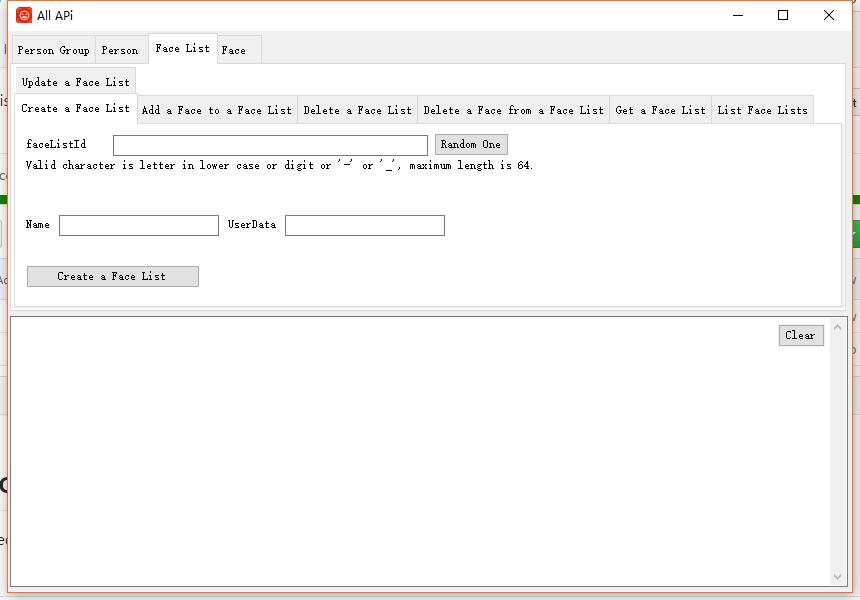 All APi
Person Group Person Face List Face
Update a Face List
Create a Face List Add a Face to a Face List Delete a Face List Delete a Face from a Face List Get a Face List List Face Lists
faceListId Random One
Valid character is letter in lower case or digit or '-' or '_', maximum length is 64.
Name UserData
Create a Face List
Clear